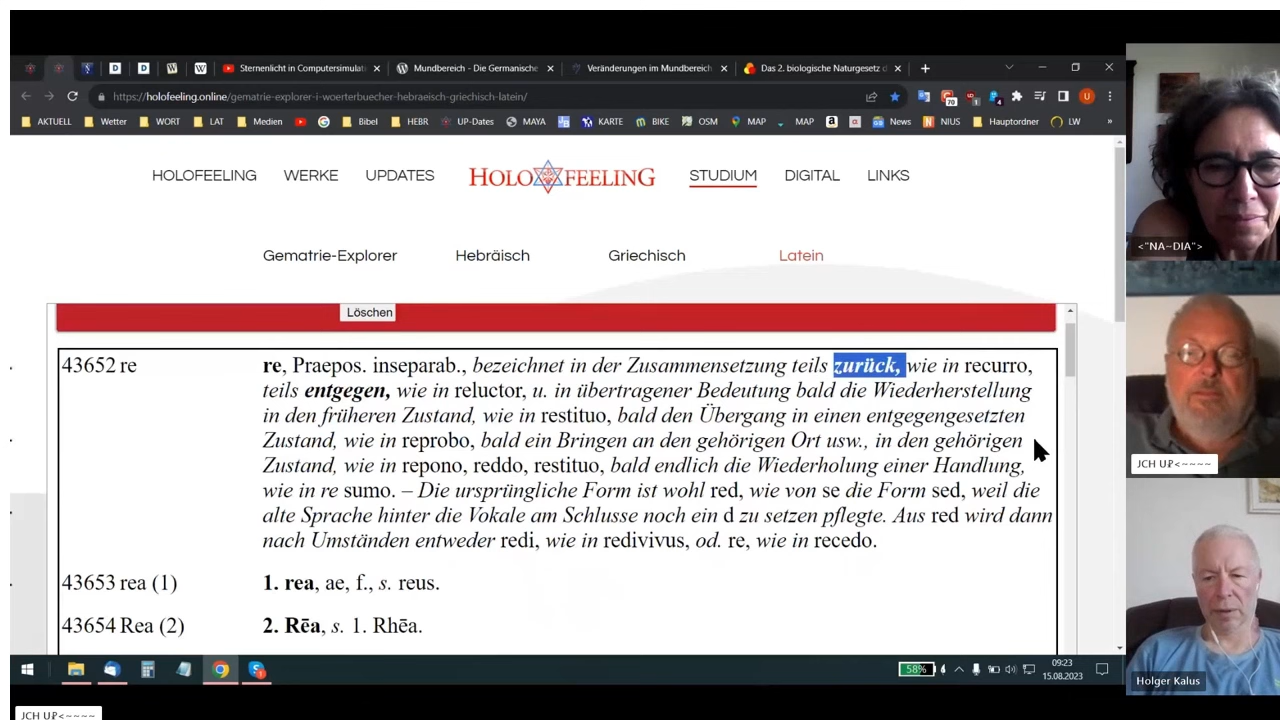 Sternenlicht in Computersimulat
Mundbereich - Die Germanische
Veränderungen im Mundbereich
Das 2. biologische Naturgesetz d
https://holofeeling.online/gematrie-explorer-i-woerterbuecher-hebraeisch-griechisch-latein/
70
1
4
U
AKTUELL
Wetter
WORT
LAT
Medien
Bibel
HEBR
UP-Dates
MAYA
KARTE
BIKE
OSM
MAP
MAP
News
NIUS
Hauptordner
LW
»
HOLOFEELING
WERKE
UPDATES
HOLOFEELING
STUDIUM
DIGITAL
LINKS
Gematrie-Explorer
Hebräisch
Griechisch
Latein
Löschen
43652 re
re, Praepos. inseparab., bezeichnet in der Zusammensetzung teils zurück, wie in recurro,
teils entgegen, wie in reluctor, u. in übertragener Bedeutung bald die Wiederherstellung
in den früheren Zustand, wie in restituo, bald den Übergang in einen entgegengesetzten
Zustand, wie in reprobo, bald ein Bringen an den gehörigen Ort usw., in den gehörigen
Zustand, wie in repono, reddo, restituo, bald endlich die Wiederholung einer Handlung,
wie in re sumo. – Die ursprüngliche Form ist wohl red, wie von se die Form sed, weil die
alte Sprache hinter die Vokale am Schlusse noch ein d zu setzen pflegte. Aus red wird dann
nach Umständen entweder redi, wie in redivivus, od. re, wie in recedo.
43653 rea (1)
1. rea, ae, f., s. reus.
43654 Rea (2)
2. Rēa, s. 1. Rhēa.
58%
09:23
15.08.2023
<"NA~DIA">
JCH UP<~~~~
Holger Kalus
JCH UP<~~~~